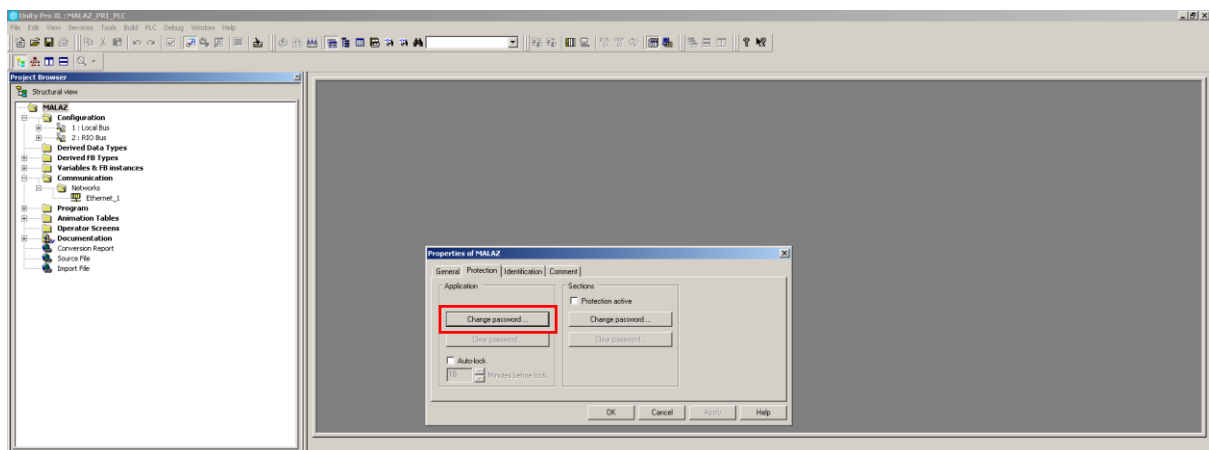 Unity Pro XL : MALAZ_PR1_PLC
File Edit View Services Tools Build PLC Debug Window Help
Project Browser
Structural view
MALAZ
Configuration
1 : Local Bus
2 : RIO Bus
Derived Data Types
Derived FB Types
Variables & FB instances
Communication
Networks
Ethernet_1
Program
Animation Tables
Operator Screens
Documentation
Conversion Report
Source File
Import File
Properties of MALAZ
General Protection Identification Comment
Application Sections
Protection active
Change password ... Change password ...
Clear password... Clear password...
Auto-lock
10 Minutes before lock
OK Cancel Apply Help